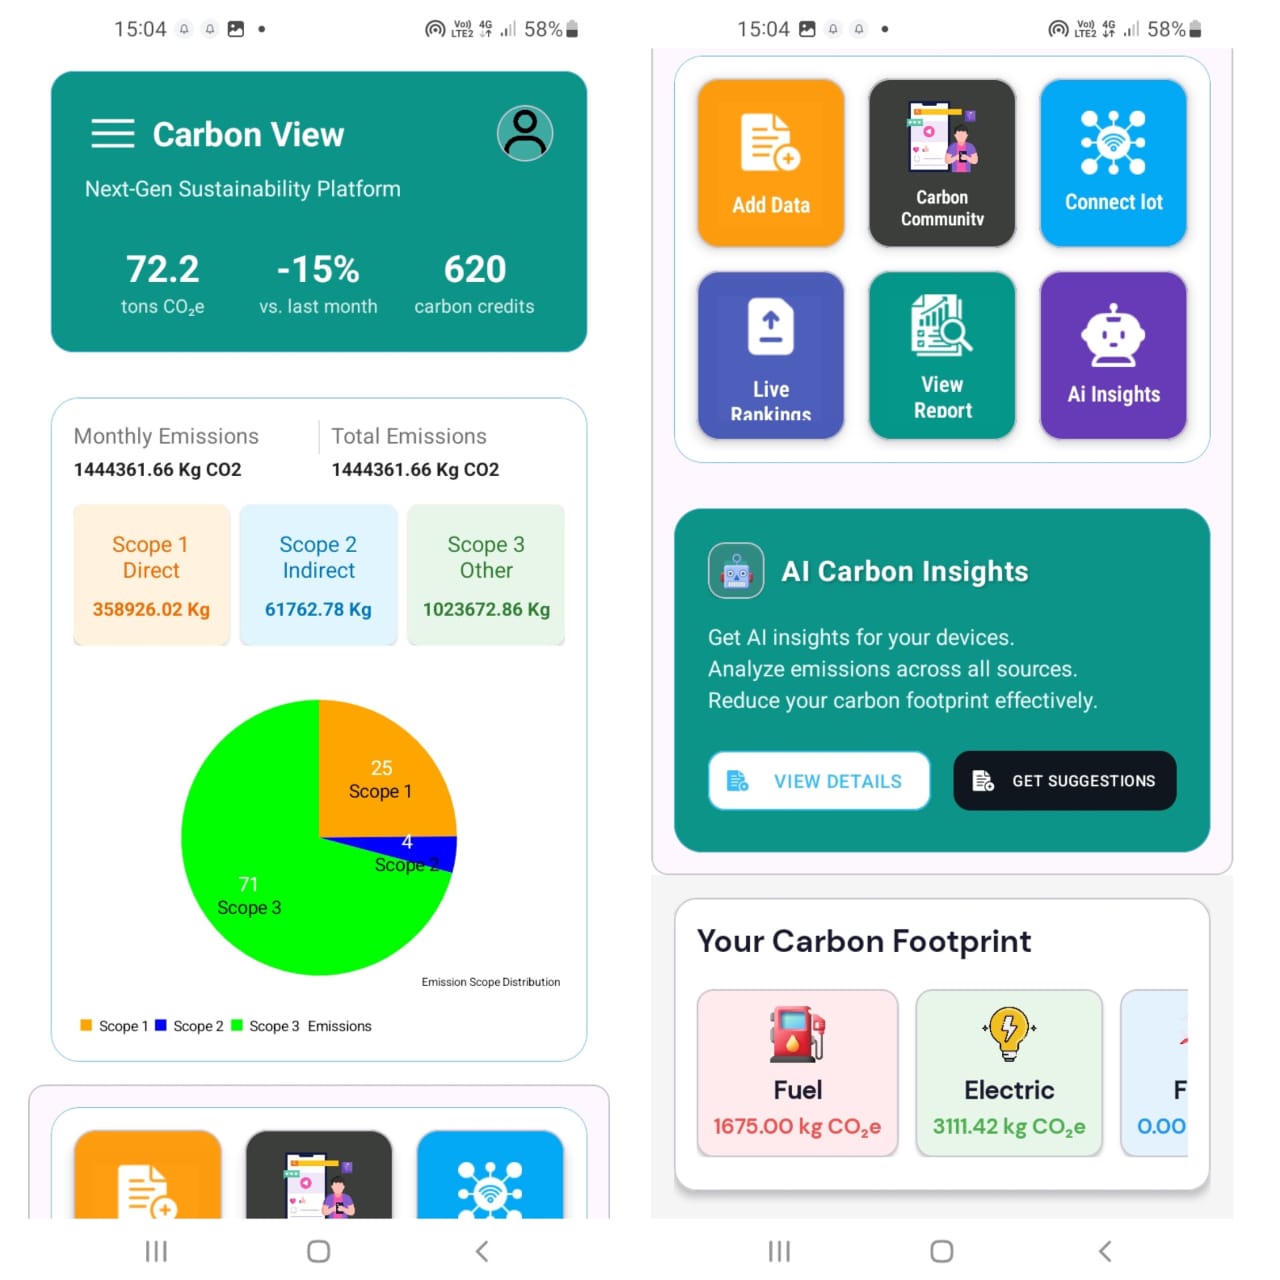 15:04
Vo)) 4G
LTE2
58%
Carbon View
Next-Gen Sustainability Platform
72.2
tons CO₂e
-15%
vs. last month
620
carbon credits
Monthly Emissions
1444361.66 Kg CO2
Total Emissions
1444361.66 Kg CO2
Scope 1
Direct
358926.02 Kg
Scope 2
Indirect
61762.78 Kg
Scope 3
Other
1023672.86 Kg
25
Scope 1
4
Scope 2
71
Scope 3
Emission Scope Distribution
Scope 1 Scope 2 Scope 3 Emissions
15:04
Vo)) 4G
LTE2
58%
Add Data
Carbon
Community
Connect Iot
Live
Rankings
View
Report
Ai Insights
AI Carbon Insights
Get AI insights for your devices.
Analyze emissions across all sources.
Reduce your carbon footprint effectively.
VIEW DETAILS
GET SUGGESTIONS
Your Carbon Footprint
Fuel
1675.00 kg CO₂e
Electric
3111.42 kg CO₂e
F
0.00